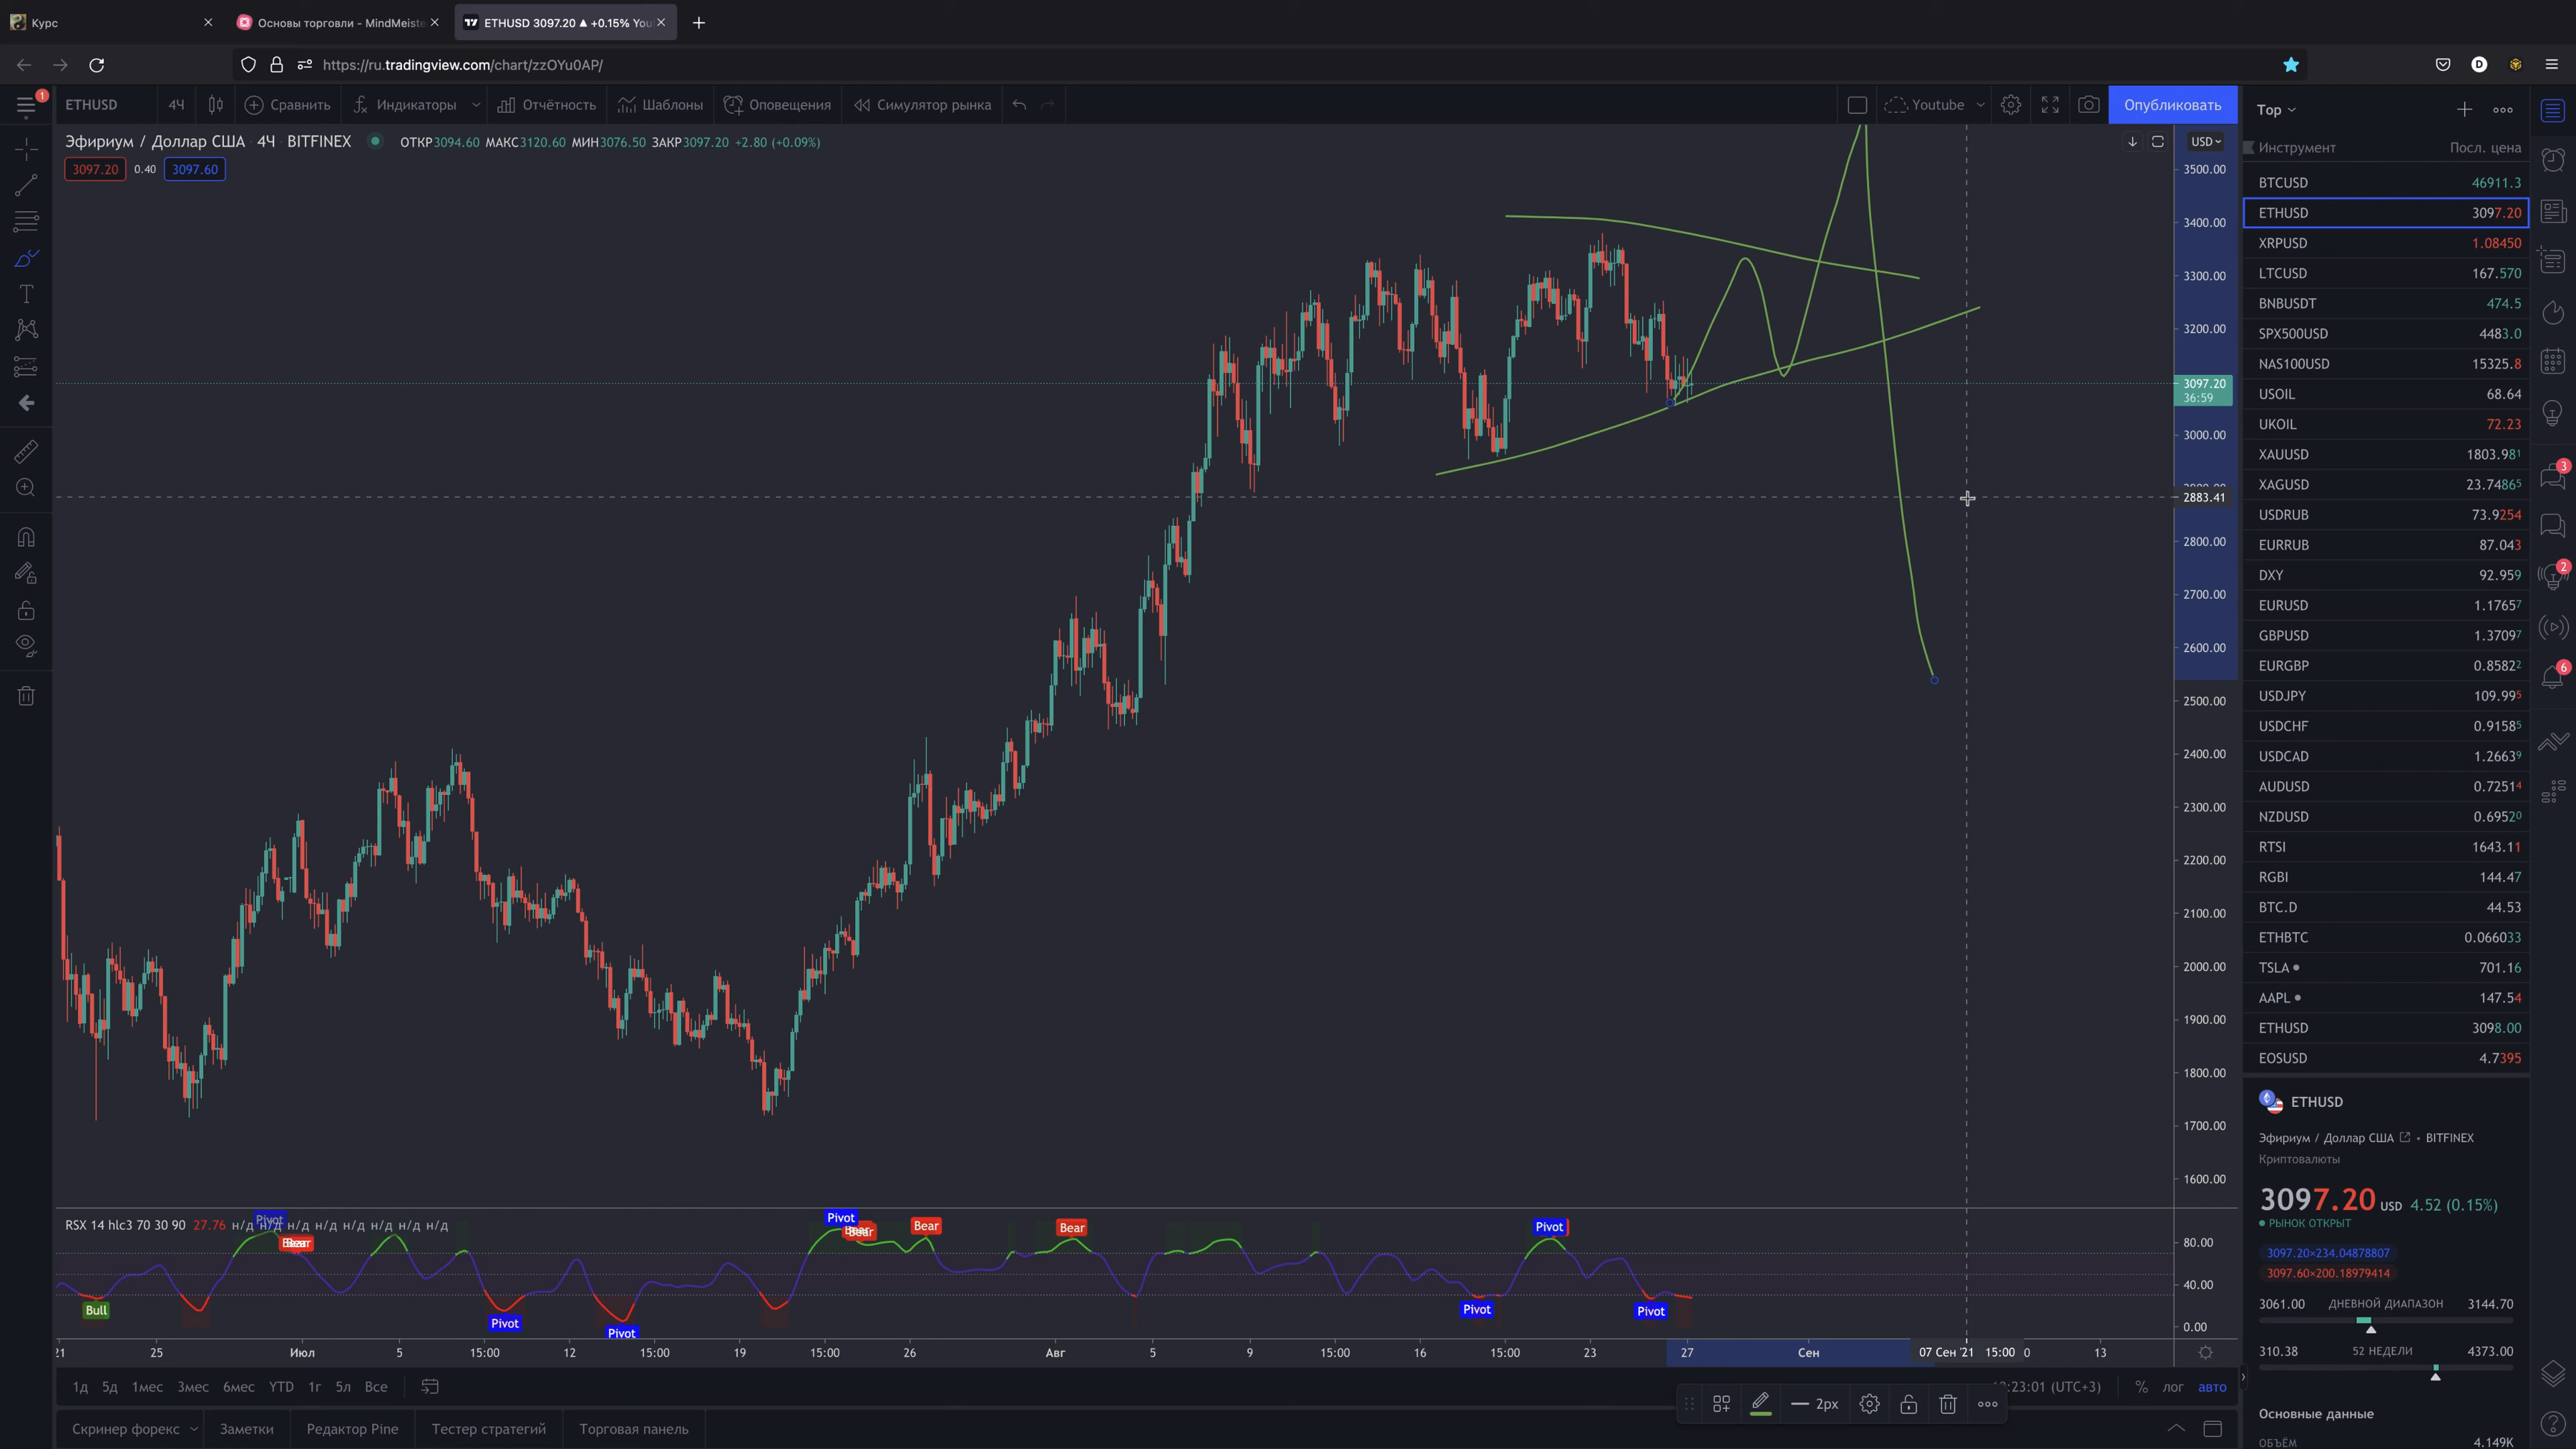 Курс
Основы торговли - MindMeiste
ETHUSD 3097.20 ▲ +0.15% You
https://ru.tradingview.com/chart/zzOYu0AP/
1
ETHUSD
4Ч
Сравнить
Индикаторы
Отчётность
Шаблоны
Оповещения
Симулятор рынка
Youtube
Опубликовать
Эфириум / Доллар США 4Ч BITFINEX
ОТКР3094.60 МАКС3120.60 МИН3076.50 ЗАКР3097.20 +2.80 (+0.09%)
3097.20 0.40 3097.60
USD
3500.00
3400.00
3300.00
3200.00
3097.20
36:59
3000.00
2883.41
2800.00
2700.00
2600.00
2500.00
2400.00
2300.00
2200.00
2100.00
2000.00
1900.00
1800.00
1700.00
1600.00
RSX 14 hlc3 70 30 90 27.76 н/д н/д н/д н/д н/д н/д н/д н/д
Pivot
Bear
Bull
Pivot
Pivot
Pivot
Bear
Bear
Bear
Pivot
Pivot
Pivot
80.00
40.00
0.00
21 25 Июл 5 15:00 12 15:00 19 15:00 26 Авг 5 9 15:00 16 15:00 23 27 Сен 07 Сен '21 15:00 0 13
1д 5д 1мес 3мес 6мес YTD 1г 5л Все
:23:01 (UTC+3) % лог авто
2px
Скринер форекс Заметки Редактор Pine Тестер стратегий Торговая панель
Top
Инструмент Посл. цена
BTCUSD 46911.3
ETHUSD 3097.20
XRPUSD 1.08450
LTCUSD 167.570
BNBUSDT 474.5
SPX500USD 4483.0
NAS100USD 15325.8
USOIL 68.64
UKOIL 72.23
XAUUSD 1803.981
XAGUSD 23.74865
USDRUB 73.9254
EURRUB 87.043
DXY 92.959
EURUSD 1.17657
GBPUSD 1.37097
EURGBP 0.85822
USDJPY 109.995
USDCHF 0.91585
USDCAD 1.26639
AUDUSD 0.72514
NZDUSD 0.69520
RTSI 1643.11
RGBI 144.47
BTC.D 44.53
ETHBTC 0.066033
TSLA 701.16
AAPL 147.54
ETHUSD 3098.00
EOSUSD 4.7395
ETHUSD
Эфириум / Доллар США • BITFINEX
Криптовалюты
3097.20 USD 4.52 (0.15%)
РЫНОК ОТКРЫТ
3097.20×234.04878807
3097.60×200.18979414
3061.00 ДНЕВНОЙ ДИАПАЗОН 3144.70
310.38 52 НЕДЕЛИ 4373.00
Основные данные
ОБЪЁМ 4.149K
3
2
6